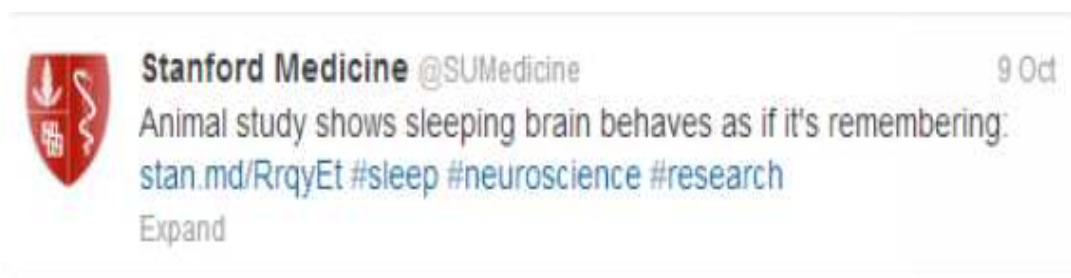 Stanford Medicine @SUMedicine 9 Oct
Animal study shows sleeping brain behaves as if it's remembering:
stan.md/RrqyEt #sleep #neuroscience #research
Expand